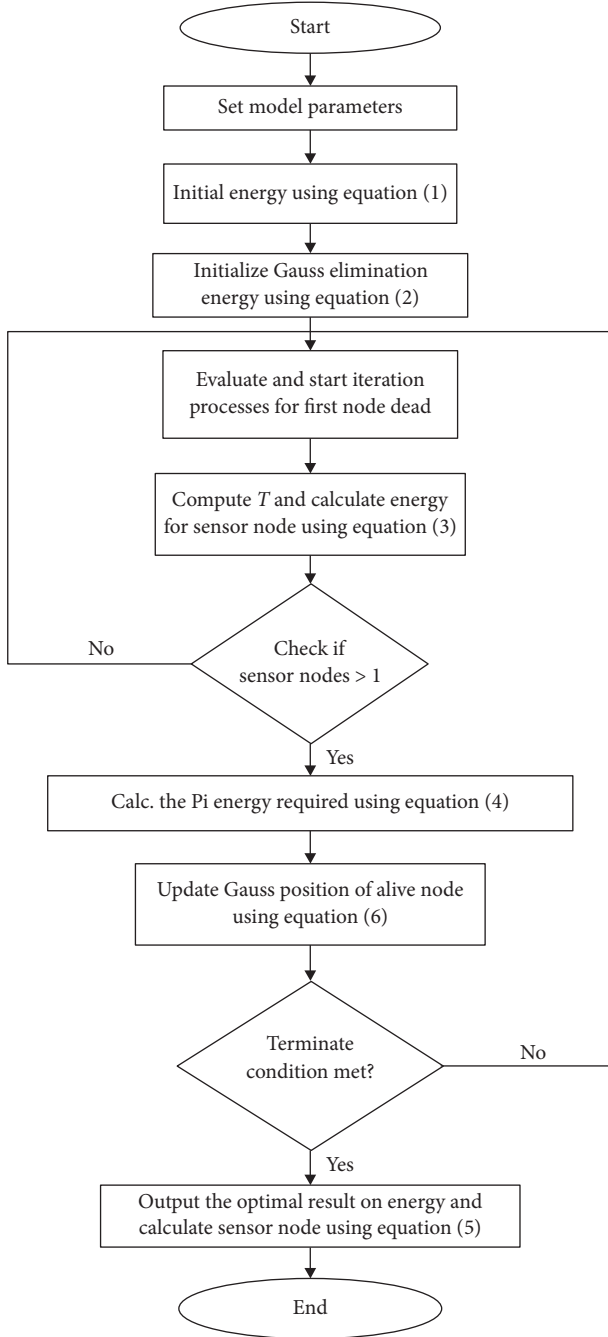 Start
Set model parameters
Initial energy using equation (1)
Initialize Gauss elimination
energy using equation (2)
Evaluate and start iteration
processes for first node dead
Compute T and calculate energy
for sensor node using equation (3)
No
Check if
sensor nodes > 1
Yes
Calc. the Pi energy required using equation (4)
Update Gauss position of alive node
using equation (6)
Terminate
condition met?
No
Yes
Output the optimal result on energy and
calculate sensor node using equation (5)
End